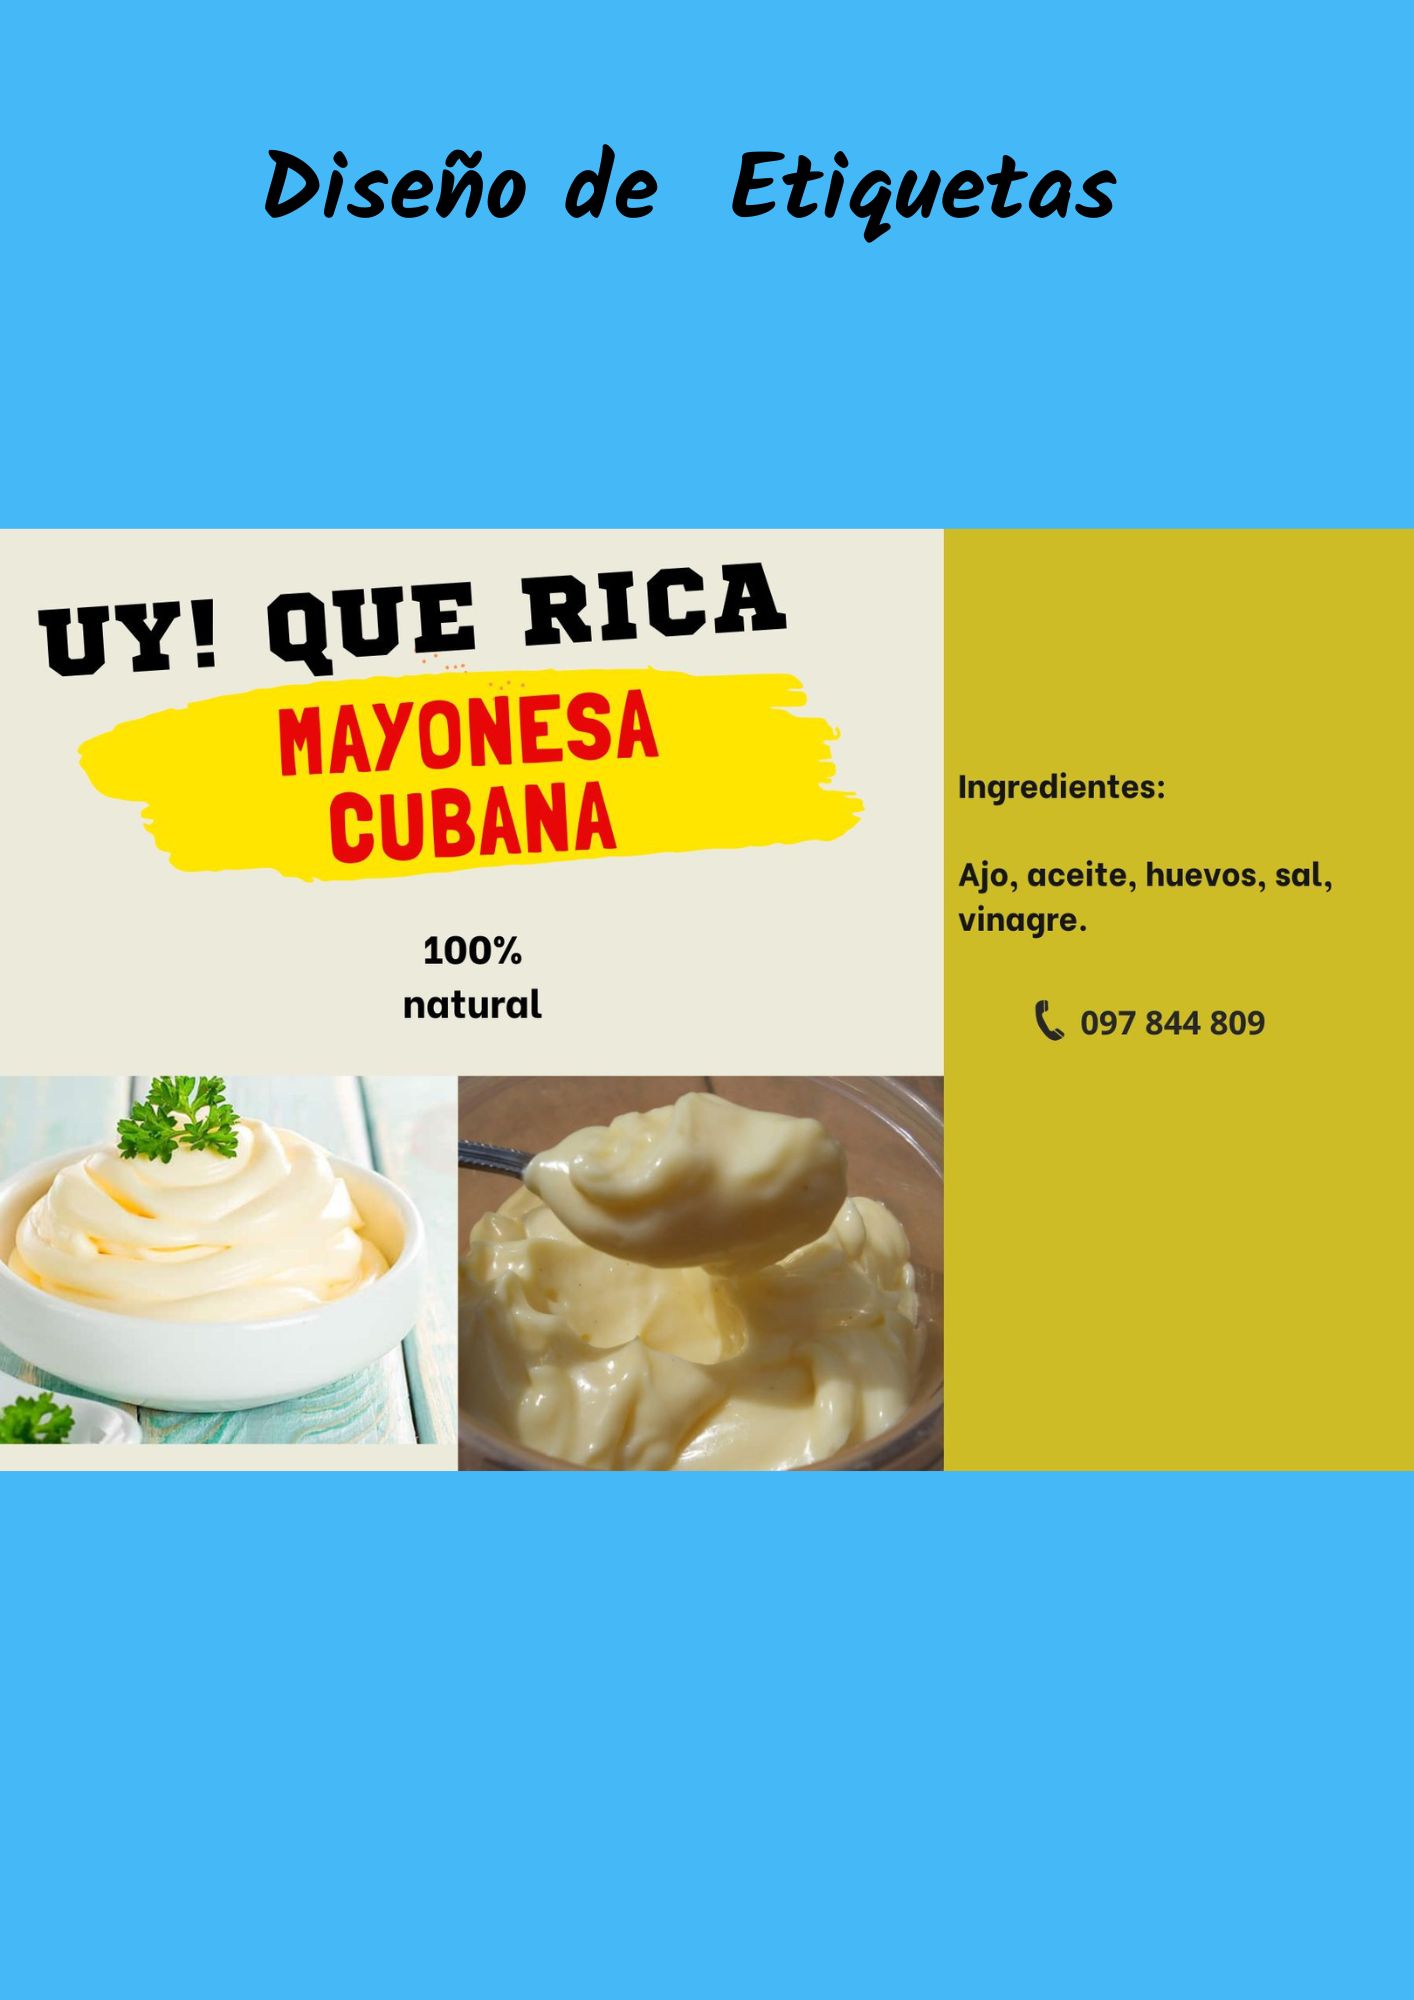 Diseño de Etiquetas
UY! QUE RICA
MAYONESA
CUBANA
100%
natural
Ingredientes:
Ajo, aceite, huevos, sal,
vinagre.
097 844 809